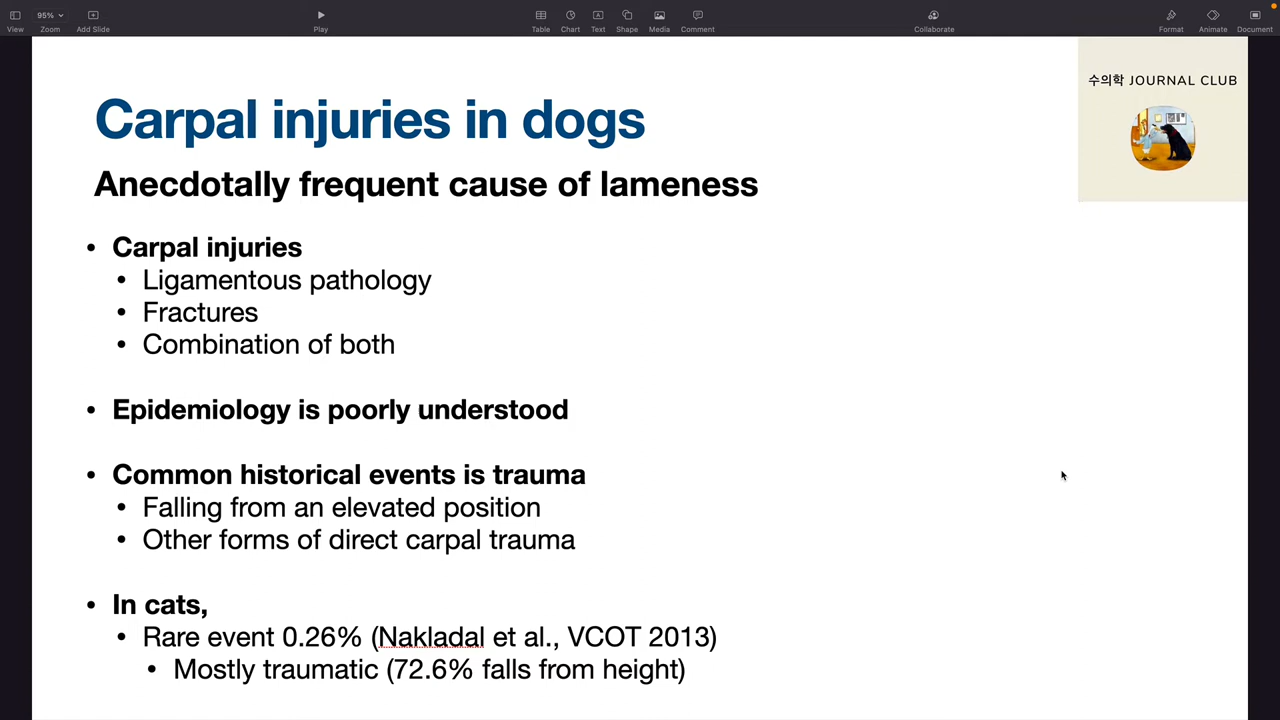 95%
View
Zoom
Add Slide
Play
Table
Chart
Text
Shape
Media
Comment
Collaborate
Format
Animate
Document
수의학 JOURNAL CLUB
Carpal injuries in dogs
Anecdotally frequent cause of lameness
• Carpal injuries
• Ligamentous pathology
• Fractures
• Combination of both
• Epidemiology is poorly understood
• Common historical events is trauma
• Falling from an elevated position
• Other forms of direct carpal trauma
• In cats,
• Rare event 0.26% (Nakladal et al., VCOT 2013)
• Mostly traumatic (72.6% falls from height)